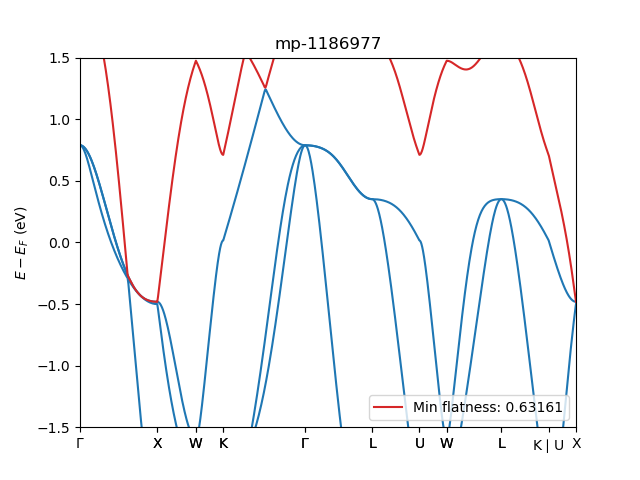 mp-1186977
1.5
1.0
0.5
0.0
−0.5
−1.0
−1.5
E − E_F (eV)
Min flatness: 0.63161
Γ X W K Γ L U W L K | U X